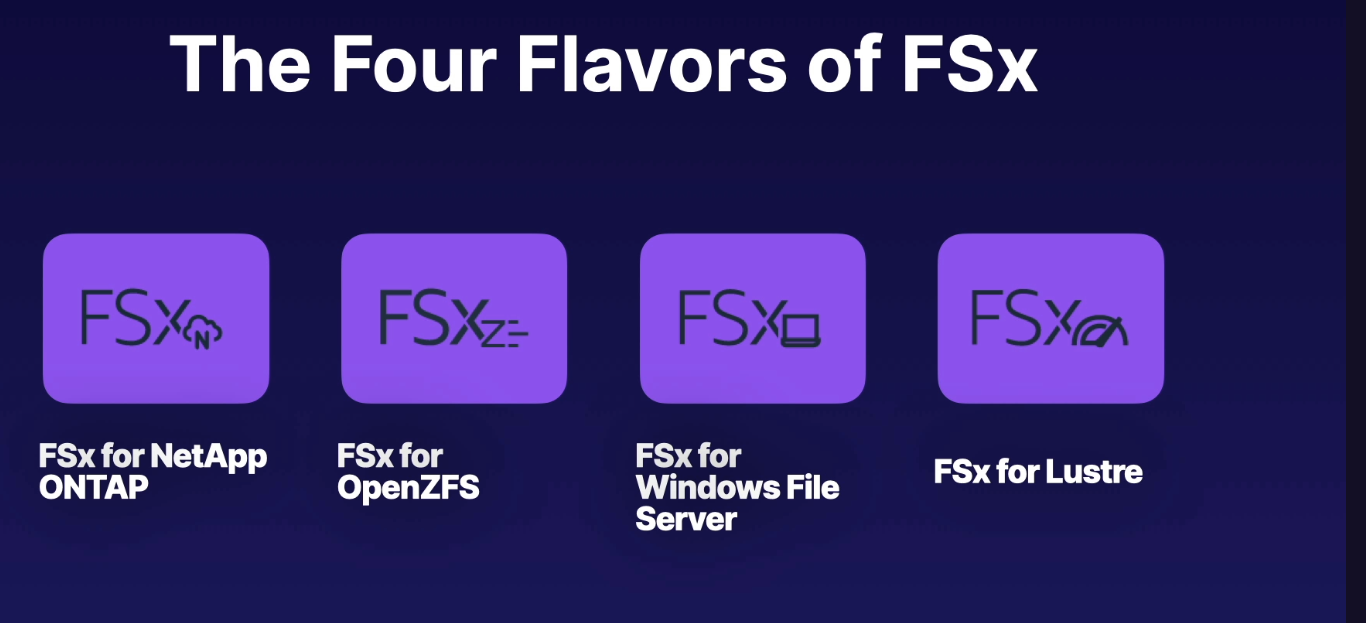 The Four Flavors of FSx
FSx
N
FSx
Z
FSx
FSx
FSx for NetApp
ONTAP
FSx for
OpenZFS
FSx for
Windows File
Server
FSx for Lustre